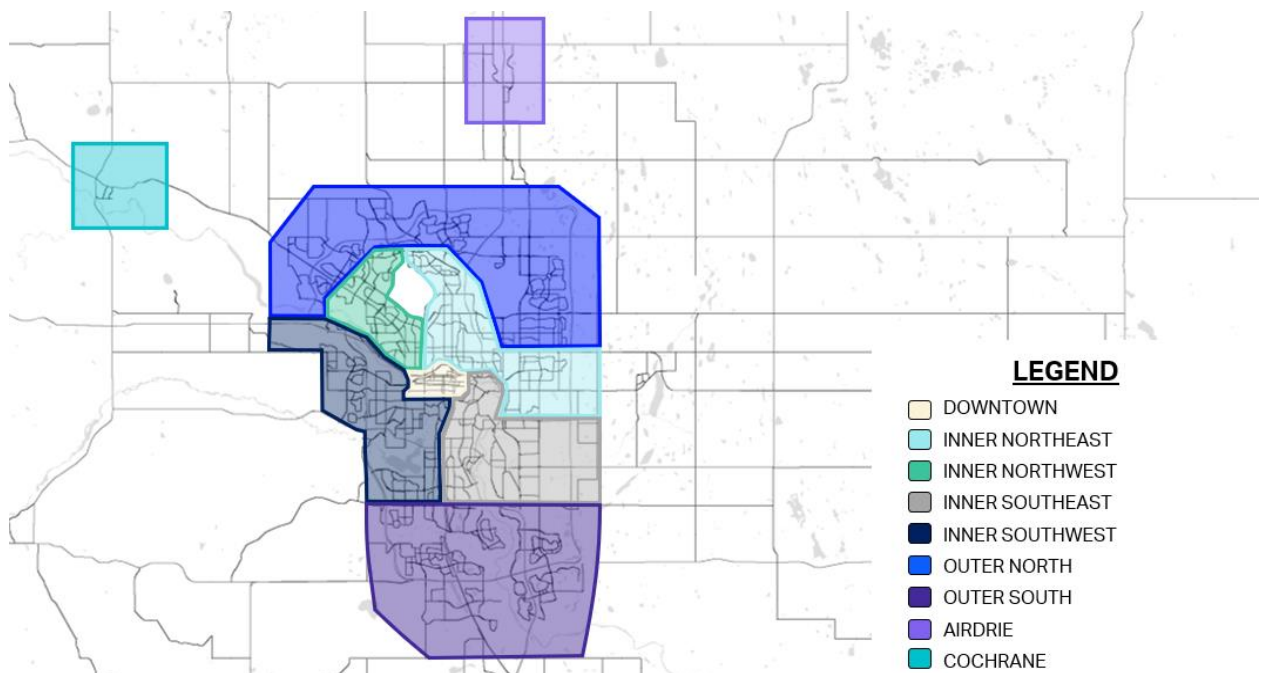 LEGEND
DOWNTOWN
INNER NORTHEAST
INNER NORTHWEST
INNER SOUTHEAST
INNER SOUTHWEST
OUTER NORTH
OUTER SOUTH
AIRDRIE
COCHRANE